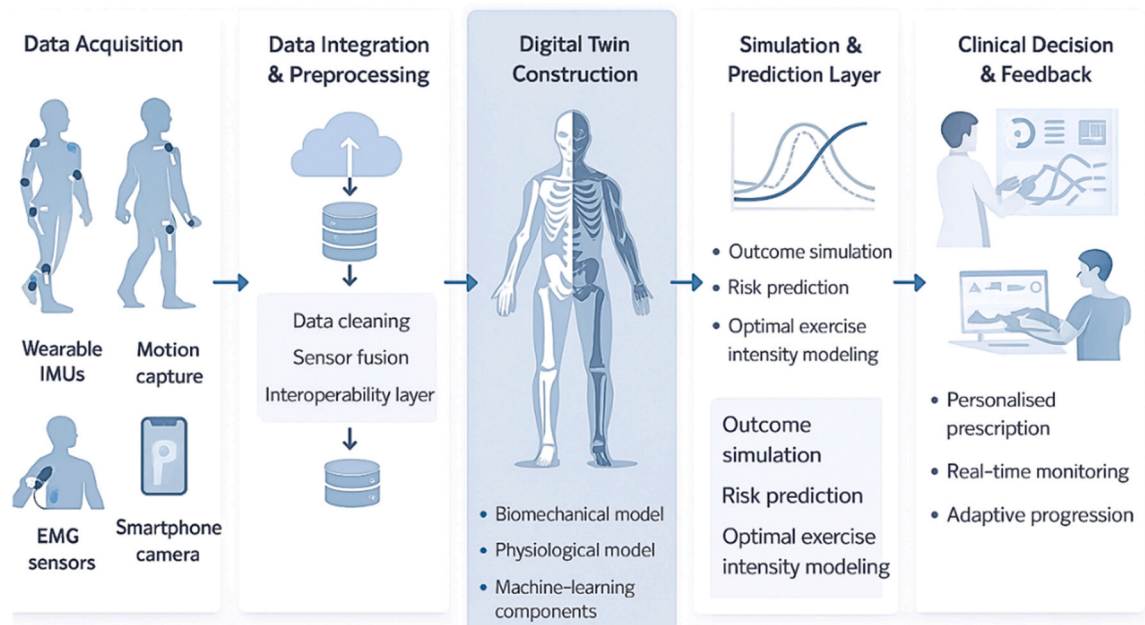 Data Acquisition
Wearable
IMUs
Motion
capture
EMG
sensors
Smartphone
camera
Data Integration
& Preprocessing
Data cleaning
Sensor fusion
Interoperability layer
Digital Twin
Construction
• Biomechanical model
• Physiological model
• Machine-learning
components
Simulation &
Prediction Layer
• Outcome simulation
• Risk prediction
• Optimal exercise
intensity modeling
Outcome
simulation
Risk prediction
Optimal exercise
intensity modeling
Clinical Decision
& Feedback
• Personalised
prescription
• Real-time monitoring
• Adaptive progression